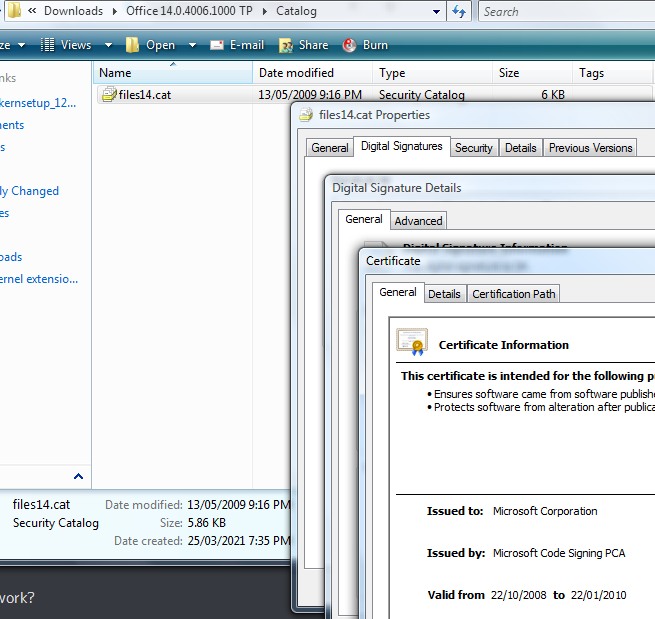 « Downloads Office 14.0.4006.1000 TP Catalog Search
ze Views Open E-mail Share Burn
nks
kernsetup_12...
ents
s
ly Changed
es
oads
ernel extensio...
Name Date modified Type Size Tags
files14.cat 13/05/2009 9:16 PM Security Catalog 6 KB
files14.cat Properties
General Digital Signatures Security Details Previous Versions
Digital Signature Details
General Advanced
Digital Signature Information
Certificate
General Details Certification Path
Certificate Information
This certificate is intended for the following p
• Ensures software came from software publish
• Protects software from alteration after publica
Issued to: Microsoft Corporation
Issued by: Microsoft Code Signing PCA
Valid from 22/10/2008 to 22/01/2010
files14.cat Date modified: 13/05/2009 9:16 PM
Security Catalog Size: 5.86 KB
Date created: 25/03/2021 7:35 PM
work?